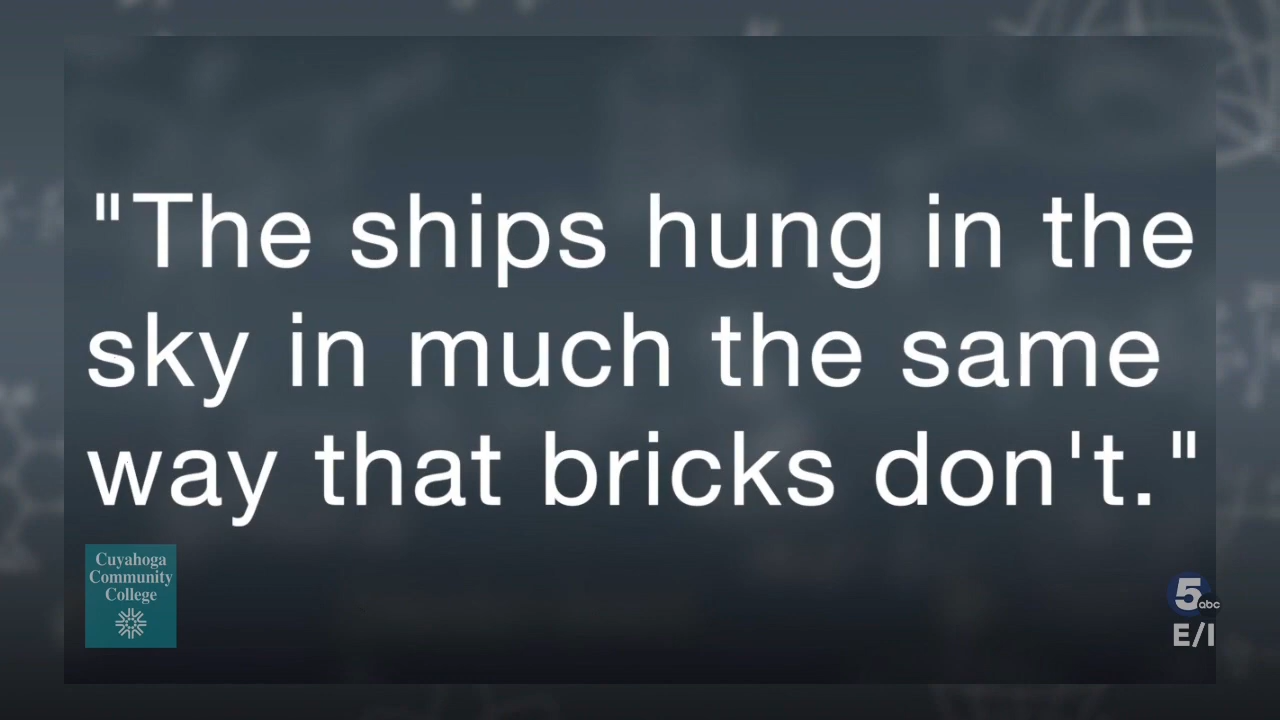 "The ships hung in the
sky in much the same
way that bricks don't."
Cuyahoga
Community
College
5abc
E/I